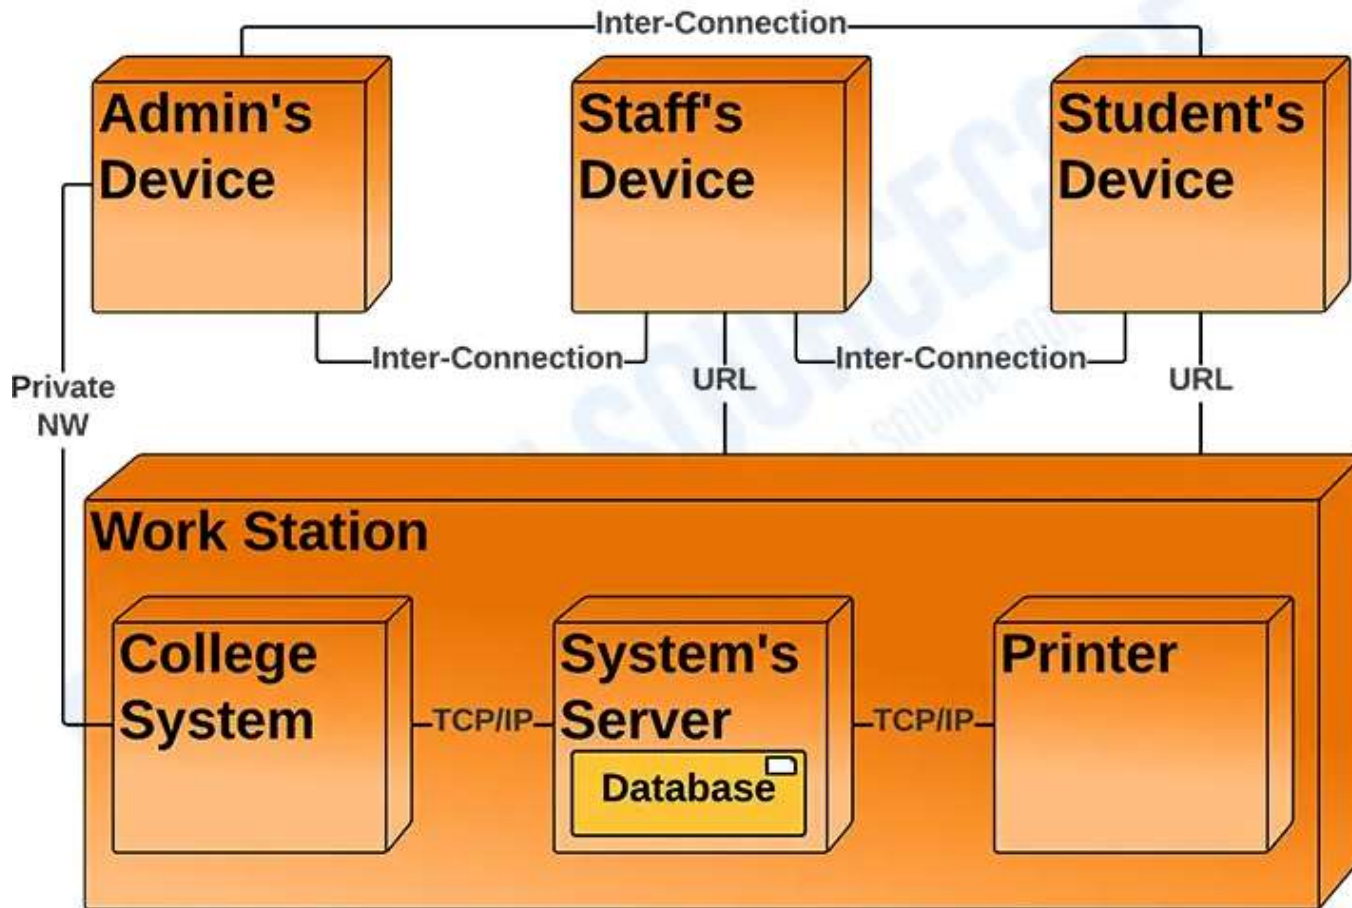 Inter-Connection
Admin's
Device
Staff's
Device
Student's
Device
Inter-Connection
Inter-Connection
URL
URL
Private
NW
Work Station
College
System
TCP/IP
System's
Server
Database
TCP/IP
Printer